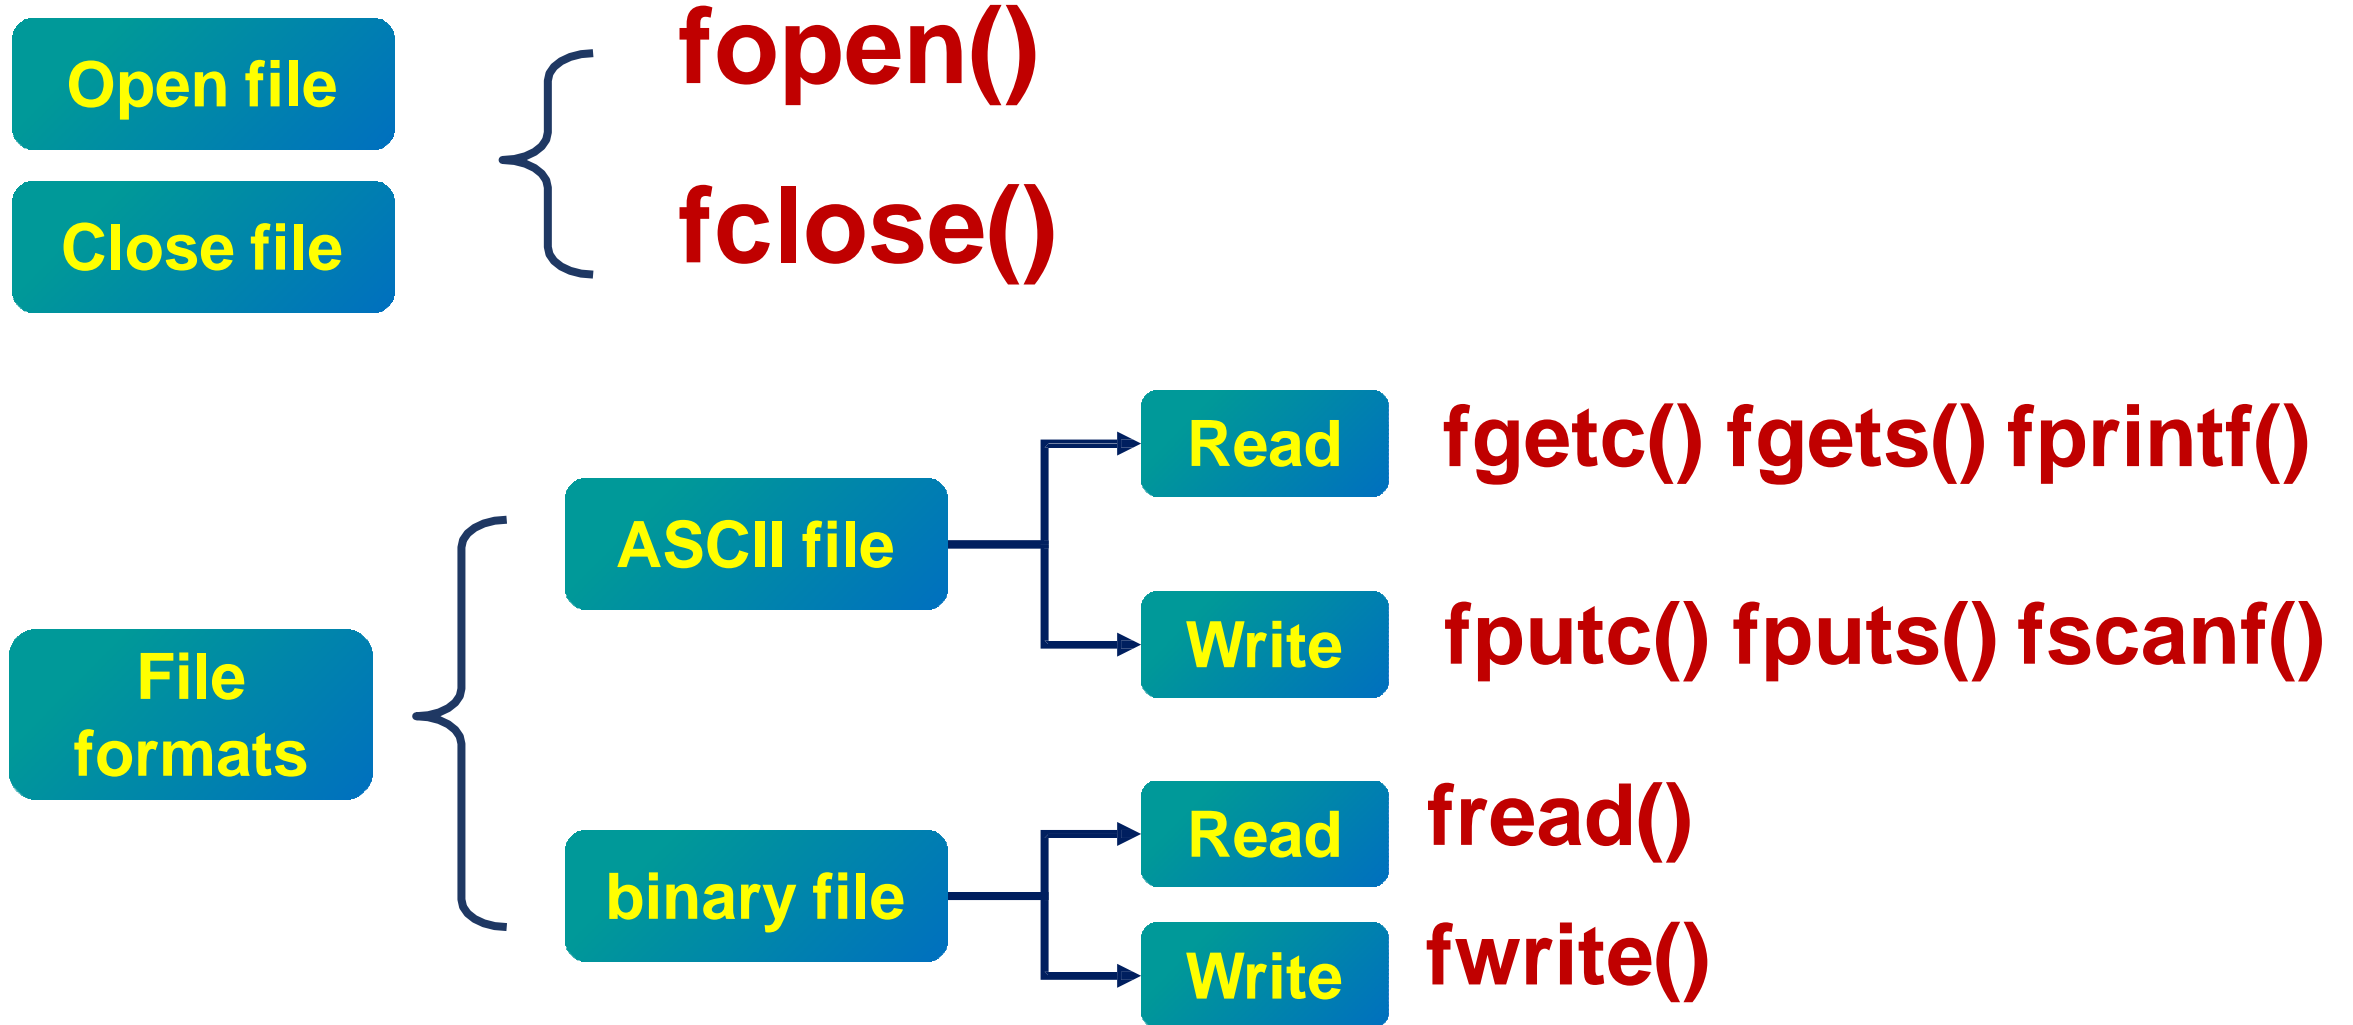 Open file
fopen()
Close file
fclose()
File
formats
ASCII file
Read
fgetc() fgets() fprintf()
Write
fputc() fputs() fscanf()
binary file
Read
fread()
Write
fwrite()